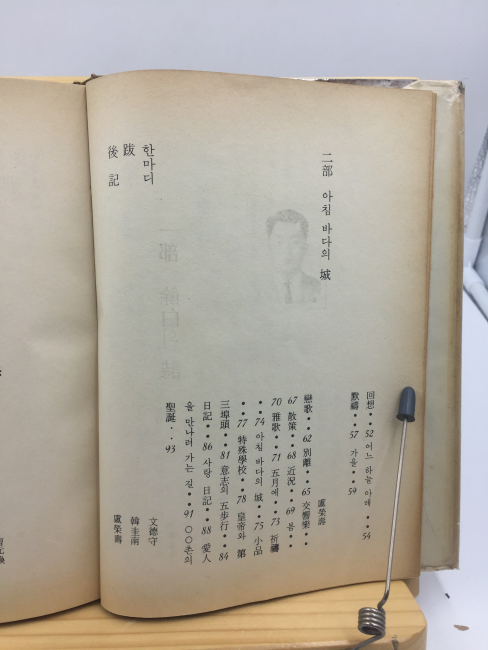 回想・・52 어느 하늘 아래・・54
默禱・・57 가을・・59
二部 아침 바다의 城
盧榮壽
戀歌・・62 別離・・65 交響樂・・
67 散策・・68 近況・・69 봄・・
70 雅歌・・71 五月에・・73 祈禱
・・74 아침 바다의 城・・75 小品
・・77 特殊學校・・78 皇帝와 第
三埠頭・・81 意志의 五步行・・84
日記・・86 사랑 日記・・88 愛人
을 만나러 가는 길・・91 〇〇촌의
聖誕・・93
한마디 文德守
跋 韓圭南
後記 盧榮壽